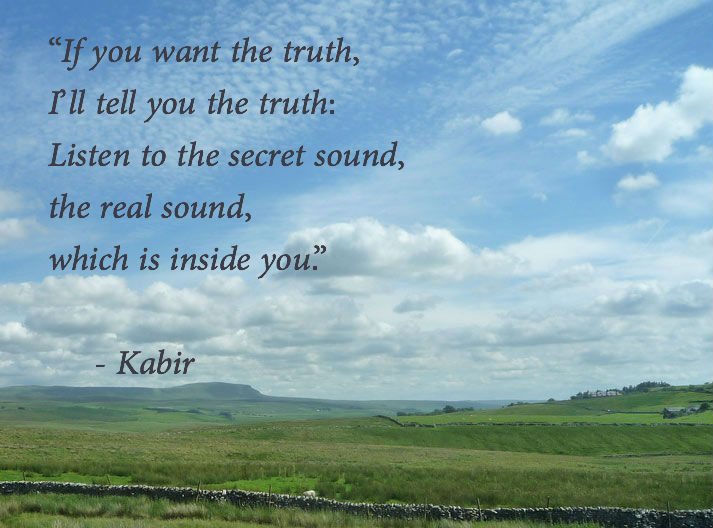 “If you want the truth,
I’ll tell you the truth:
Listen to the secret sound,
the real sound,
which is inside you.”
- Kabir